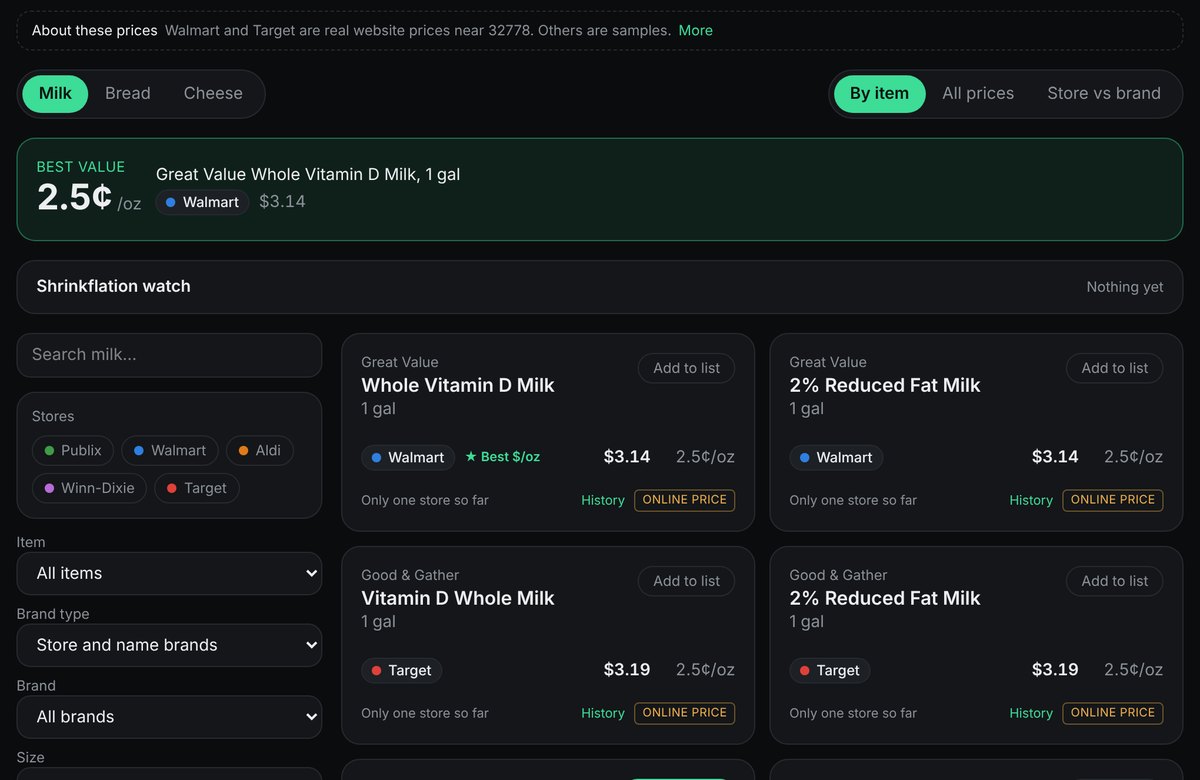 About these prices Walmart and Target are real website prices near 32778. Others are samples. More
Milk Bread Cheese
By item All prices Store vs brand
BEST VALUE
2.5¢ /oz
Great Value Whole Vitamin D Milk, 1 gal
Walmart $3.14
Shrinkflation watch Nothing yet
Search milk...
Stores
Publix Walmart Aldi
Winn-Dixie Target
Item
All items
Brand type
Store and name brands
Brand
All brands
Size
Great Value
Add to list
Whole Vitamin D Milk
1 gal
Walmart ★ Best $/oz $3.14 2.5¢/oz
Only one store so far History ONLINE PRICE
Great Value
Add to list
2% Reduced Fat Milk
1 gal
Walmart $3.14 2.5¢/oz
Only one store so far History ONLINE PRICE
Good & Gather
Add to list
Vitamin D Whole Milk
1 gal
Target $3.19 2.5¢/oz
Only one store so far History ONLINE PRICE
Good & Gather
Add to list
2% Reduced Fat Milk
1 gal
Target $3.19 2.5¢/oz
Only one store so far History ONLINE PRICE